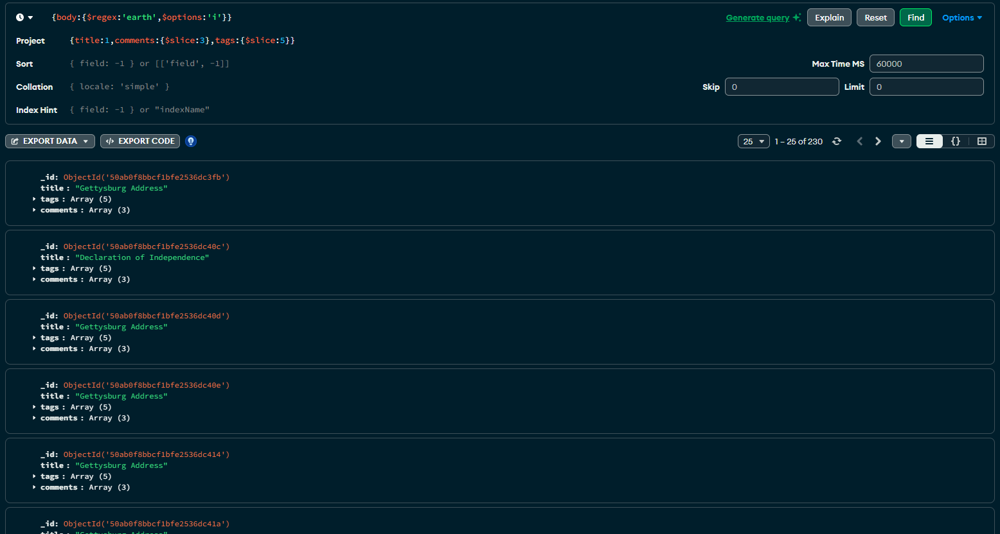 {body:{$regex:'earth',$options:'i'}} Generate query Explain Reset Find Options
Project {title:1,comments:{$slice:3},tags:{$slice:5}}
Sort { field: -1 } or [['field', -1]] Max Time MS 60000
Collation { locale: 'simple' } Skip 0 Limit 0
Index Hint { field: -1 } or "indexName"
EXPORT DATA </> EXPORT CODE 25 1 – 25 of 230 {}
_id: ObjectId('50ab0f8bbcf1bfe2536dc3fb')
title : "Gettysburg Address"
tags : Array (5)
comments : Array (3)
_id: ObjectId('50ab0f8bbcf1bfe2536dc40c')
title : "Declaration of Independence"
tags : Array (5)
comments : Array (3)
_id: ObjectId('50ab0f8bbcf1bfe2536dc40d')
title : "Gettysburg Address"
tags : Array (5)
comments : Array (3)
_id: ObjectId('50ab0f8bbcf1bfe2536dc40e')
title : "Gettysburg Address"
tags : Array (5)
comments : Array (3)
_id: ObjectId('50ab0f8bbcf1bfe2536dc414')
title : "Gettysburg Address"
tags : Array (5)
comments : Array (3)
_id: ObjectId('50ab0f8bbcf1bfe2536dc41a')
title : "Gettysburg Address"